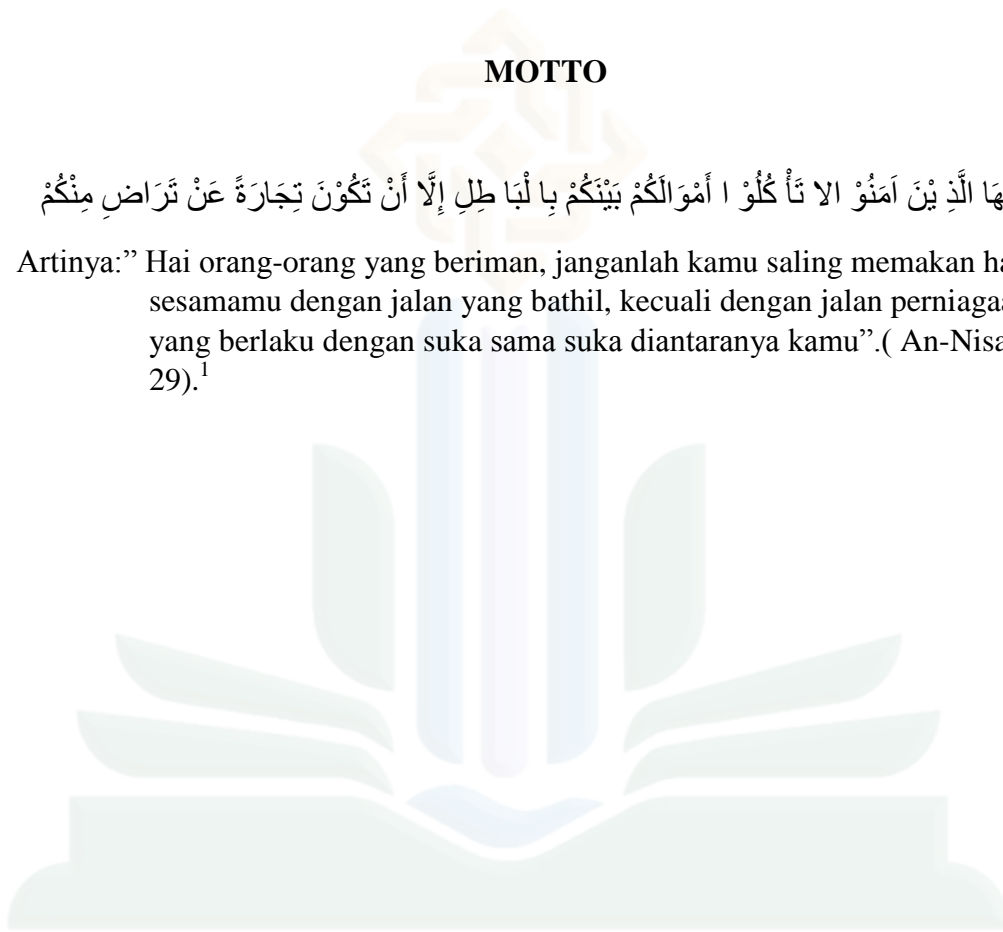 MOTTO
هَا الَّذِ يْنَ اَمَنُوْ الا تَأْ كُلُوْ ا أَمْوَالَكُمْ بَيْنَكُمْ بِا لْبَا طِلِ إِلَّا أَنْ تَكُوْنَ تِجَارَةً عَنْ تَرَاضٍ مِنْكُمْ
Artinya:” Hai orang-orang yang beriman, janganlah kamu saling memakan ha
sesamamu dengan jalan yang bathil, kecuali dengan jalan perniagaa
yang berlaku dengan suka sama suka diantaranya kamu”.( An-Nisa
29).1